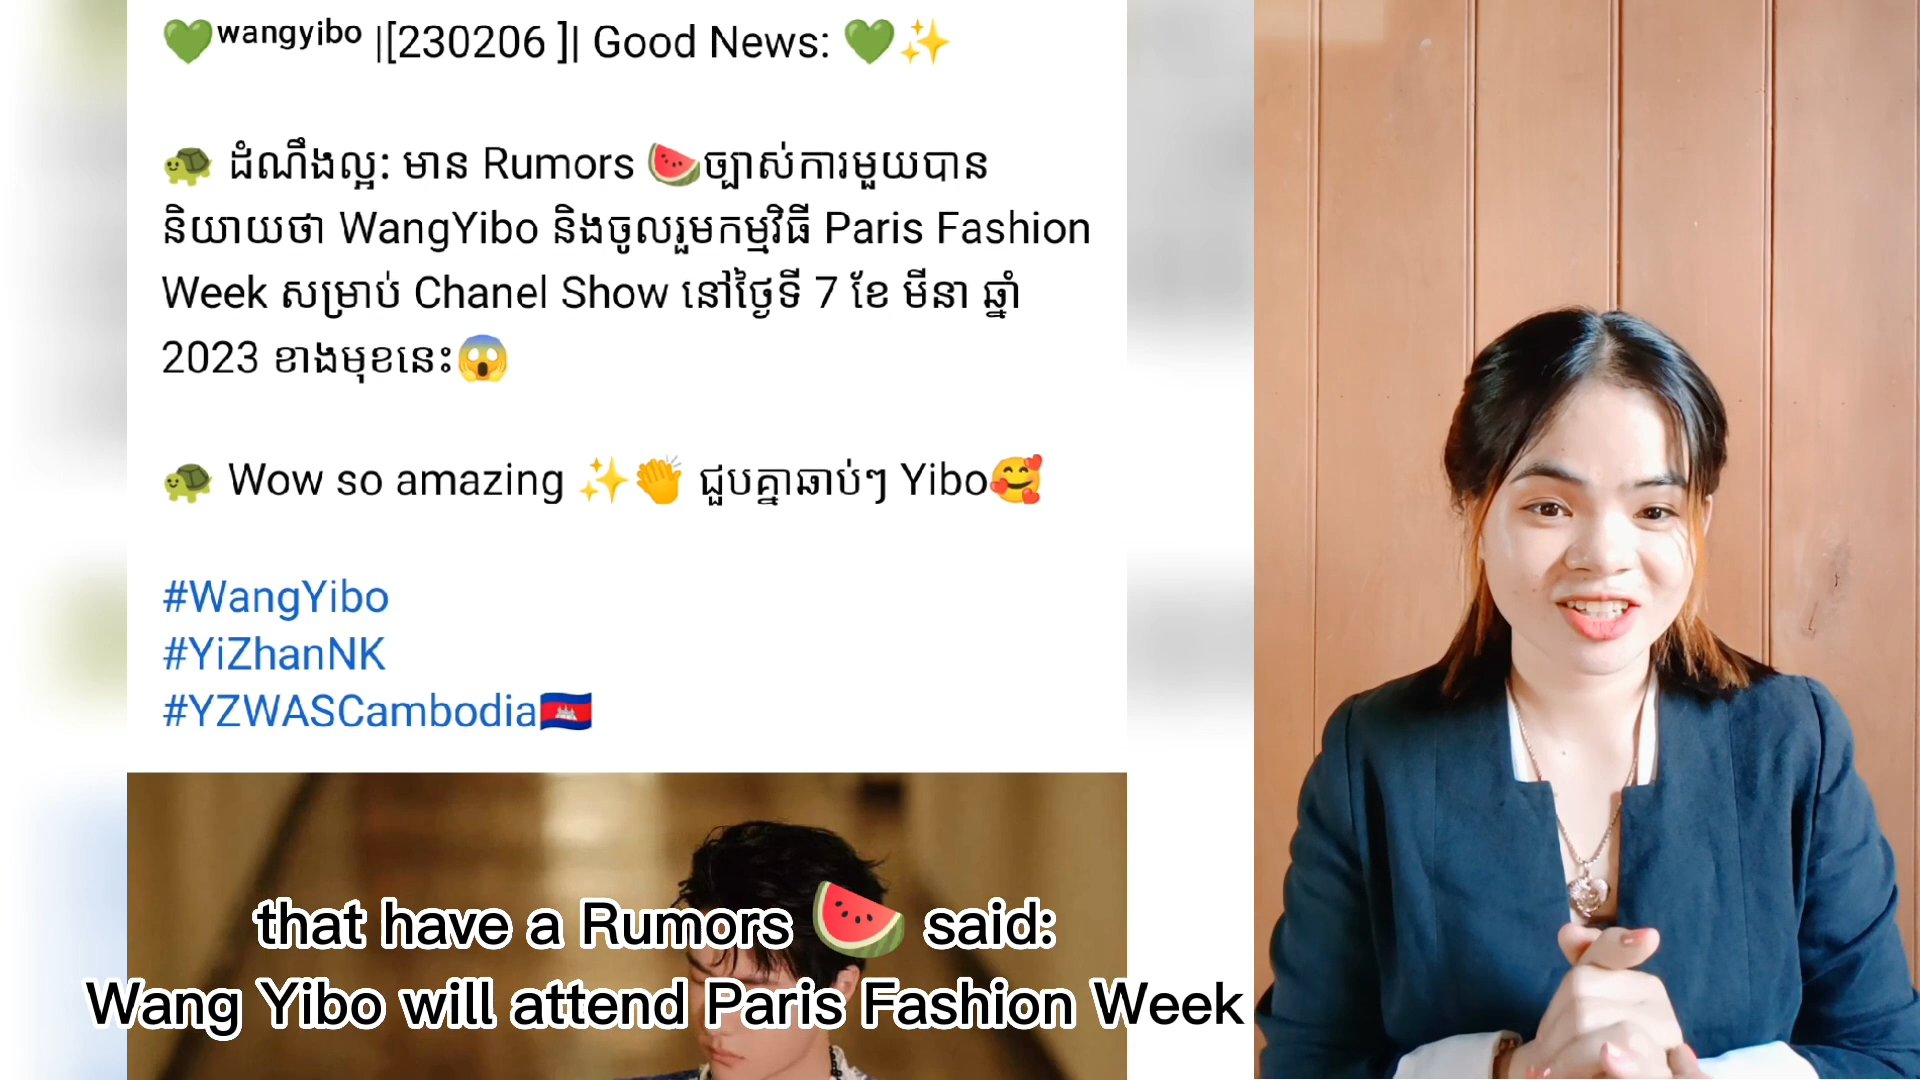 💚wangyibo |[230206 ]| Good News: 💚✨
🐢 ដំណឹងល្អ: មាន Rumors 🍉ច្បាស់ការមួយបាន
និយាយថា WangYibo និងចូលរួមកម្មវិធី Paris Fashion
Week សម្រាប់ Chanel Show នៅថ្ងៃទី 7 ខែ មីនា ឆ្នាំ
2023 ខាងមុខនេះ😱
🐢 Wow so amazing ✨👏 ជួបគ្នាឆាប់ៗ Yibo🥰
#WangYibo
#YiZhanNK
#YZWASCambodia🇰🇭
that have a Rumors 🍉 said:
Wang Yibo will attend Paris Fashion Week